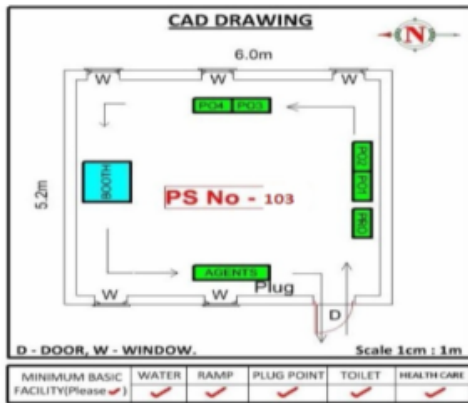 CAD DRAWING
N
6.0m
W W W
PO4 PO3
5.2m
BOOTH
PO2
PO1
PS No - 103
PRO
AGENTS
Plug
W W
D
D - DOOR, W - WINDOW. Scale 1cm : 1m
MINIMUM BASIC FACILITY(Please ✓) WATER RAMP PLUG POINT TOILET HEALTH CARE
✓ ✓ ✓ ✓ ✓